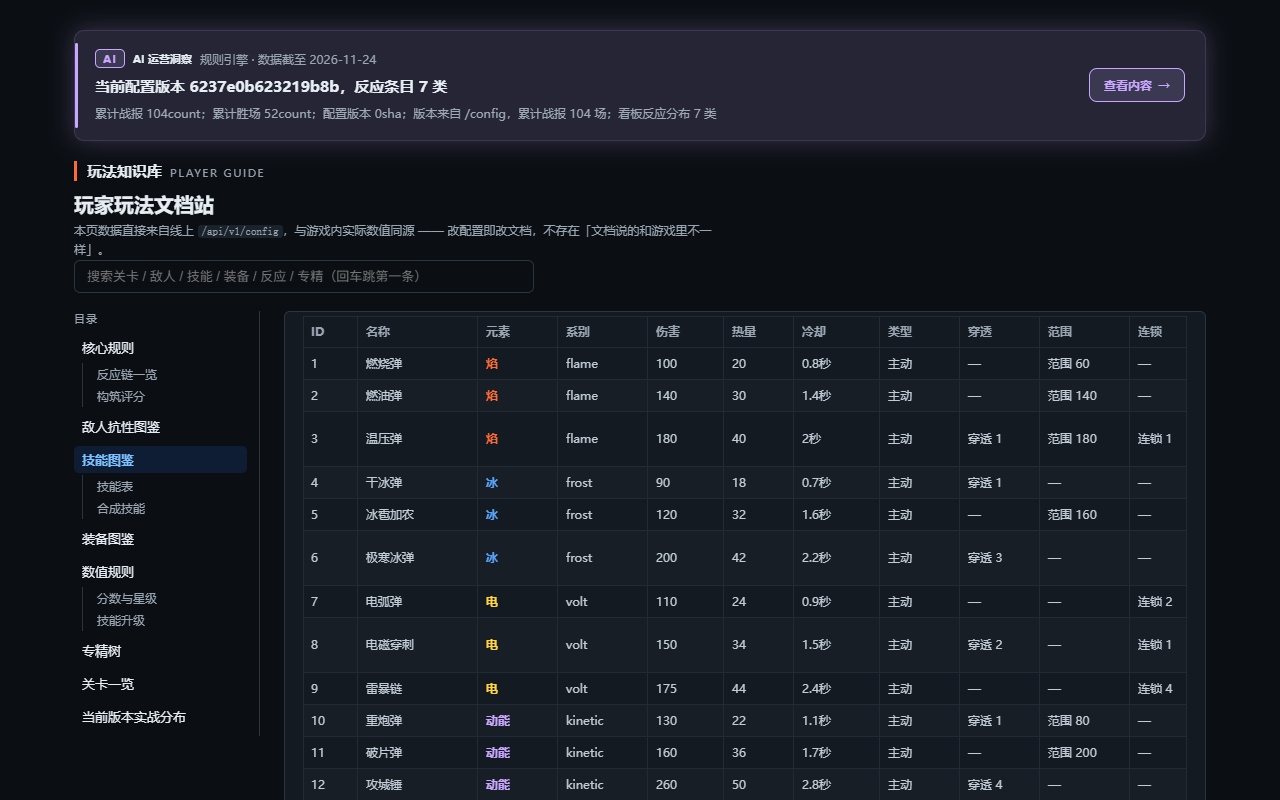 AI AI 运营洞察 规则引擎 · 数据截至 2026-11-24
当前配置版本 6237e0b623219b8b，反应条目 7 类
累计战报 104count；累计胜场 52count；配置版本 0sha；版本来自 /config，累计战报 104 场；看板反应分布 7 类
查看内容 →
玩法知识库 PLAYER GUIDE
玩家玩法文档站
本页数据直接来自线上 /api/v1/config，与游戏内实际数值同源 —— 改配置即改文档，不存在「文档说的和游戏里不一
样」。
搜索关卡 / 敌人 / 技能 / 装备 / 反应 / 专精（回车跳第一条）
目录
核心规则
反应链一览
构筑评分
敌人抗性图鉴
技能图鉴
技能表
合成技能
装备图鉴
数值规则
分数与星级
技能升级
专精树
关卡一览
当前版本实战分布
ID 名称 元素 系别 伤害 热量 冷却 类型 穿透 范围 连锁
1 燃烧弹 焰 flame 100 20 0.8秒 主动 — 范围 60 —
2 燃油弹 焰 flame 140 30 1.4秒 主动 — 范围 140 —
3 温压弹 焰 flame 180 40 2秒 主动 穿透 1 范围 180 连锁 1
4 干冰弹 冰 frost 90 18 0.7秒 主动 穿透 1 — —
5 冰雹加农 冰 frost 120 32 1.6秒 主动 — 范围 160 —
6 极寒冰弹 冰 frost 200 42 2.2秒 主动 穿透 3 — —
7 电弧弹 电 volt 110 24 0.9秒 主动 — — 连锁 2
8 电磁穿刺 电 volt 150 34 1.5秒 主动 穿透 2 — 连锁 1
9 雷暴链 电 volt 175 44 2.4秒 主动 — — 连锁 4
10 重炮弹 动能 kinetic 130 22 1.1秒 主动 穿透 1 范围 80 —
11 破片弹 动能 kinetic 160 36 1.7秒 主动 — 范围 200 —
12 攻城锤 动能 kinetic 260 50 2.8秒 主动 穿透 4 — —